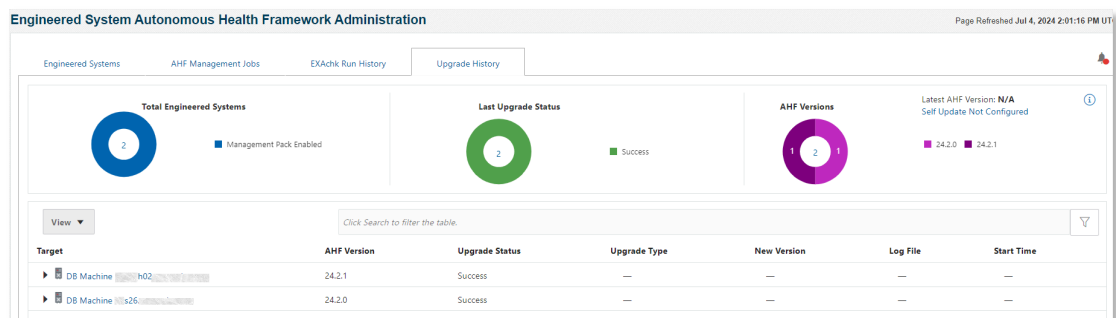 Engineered System Autonomous Health Framework Administration
Page Refreshed Jul 4, 2024 2:01:16 PM UT
Engineered Systems
AHF Management Jobs
EXAchk Run History
Upgrade History
Total Engineered Systems
2
Management Pack Enabled
Last Upgrade Status
2
Success
AHF Versions
1 2 1
Latest AHF Version: N/A
Self Update Not Configured
24.2.0 24.2.1
View
Click Search to filter the table.
Target AHF Version Upgrade Status Upgrade Type New Version Log File Start Time
DB Machine h02 24.2.1 Success — — — —
DB Machine s26 24.2.0 Success — — — —